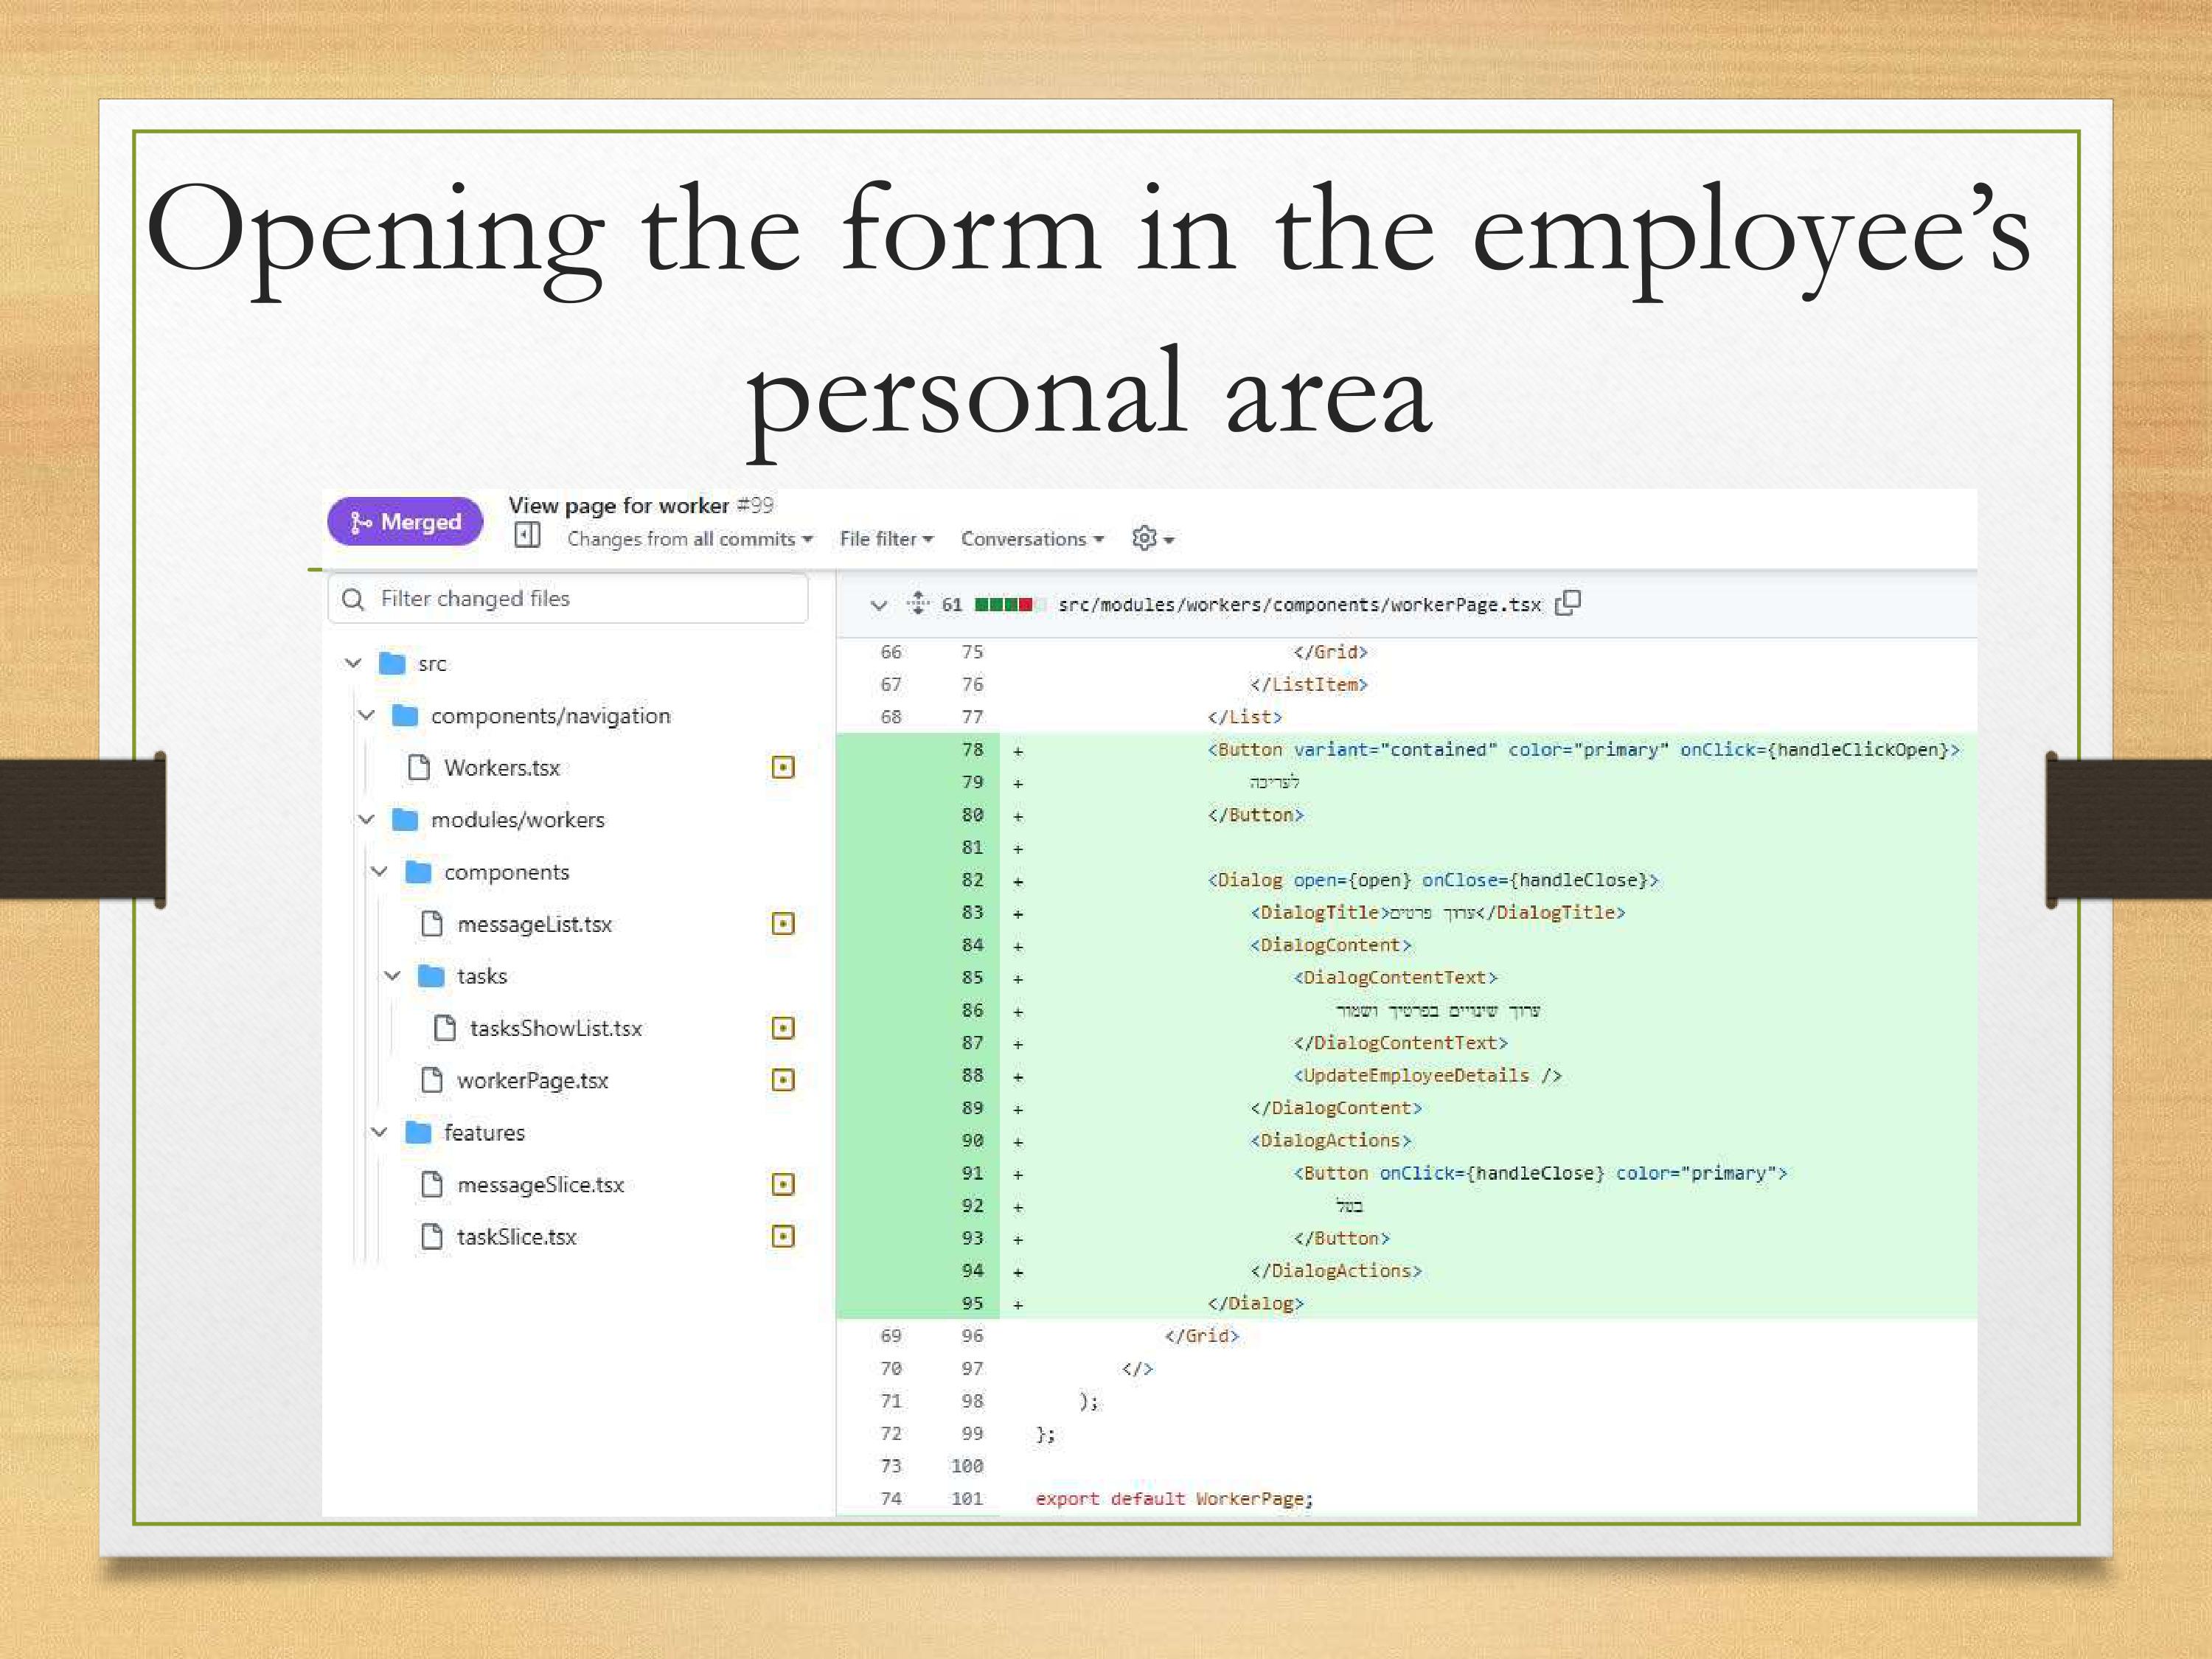 Opening the form in the employee’s
personal area
Merged
View page for worker #99
Changes from all commits
File filter
Conversations
Filter changed files
src
components/navigation
Workers.tsx
modules/workers
components
messageList.tsx
tasks
tasksShowList.tsx
workerPage.tsx
features
messageSlice.tsx
taskSlice.tsx
61 src/modules/workers/components/workerPage.tsx
66 75 </Grid>
67 76 </ListItem>
68 77 </List>
78 + <Button variant="contained" color="primary" onClick={handleClickOpen}>
79 + לעריכה
80 + </Button>
81 +
82 + <Dialog open={open} onClose={handleClose}>
83 + <DialogTitle>ערוך פרטים</DialogTitle>
84 + <DialogContent>
85 + <DialogContentText>
86 + ערוך שינויים בפרטיך ושמור
87 + </DialogContentText>
88 + <UpdateEmployeeDetails />
89 + </DialogContent>
90 + <DialogActions>
91 + <Button onClick={handleClose} color="primary">
92 + בטל
93 + </Button>
94 + </DialogActions>
95 + </Dialog>
69 96 </Grid>
70 97 </>
71 98 );
72 99 };
73 100
74 101 export default WorkerPage;